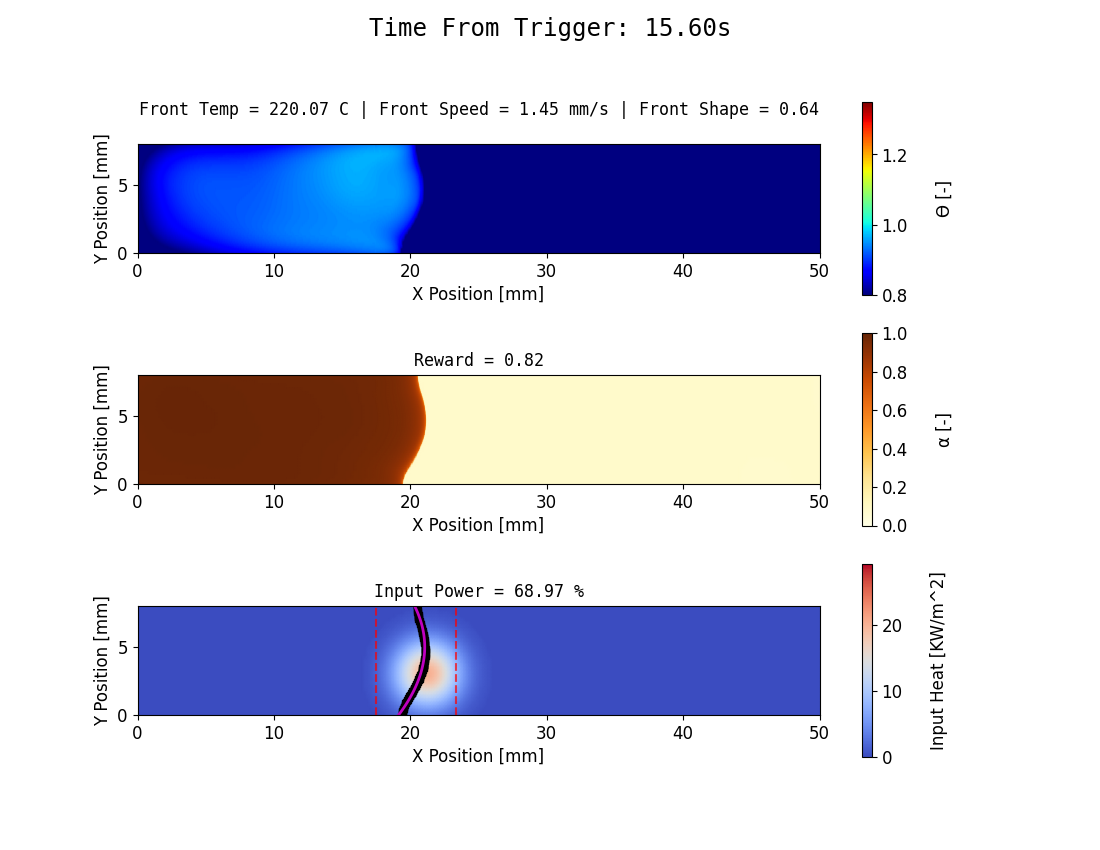 Time From Trigger: 15.60s
Front Temp = 220.07 C | Front Speed = 1.45 mm/s | Front Shape = 0.64
Y Position [mm]
5
0
0 10 20 30 40 50
X Position [mm]
1.2
1.0
0.8
Θ [-]
Reward = 0.82
Y Position [mm]
5
0
0 10 20 30 40 50
X Position [mm]
1.0
0.8
0.6
0.4
0.2
0.0
α [-]
Input Power = 68.97 %
Y Position [mm]
5
0
0 10 20 30 40 50
X Position [mm]
20
10
0
Input Heat [KW/m^2]